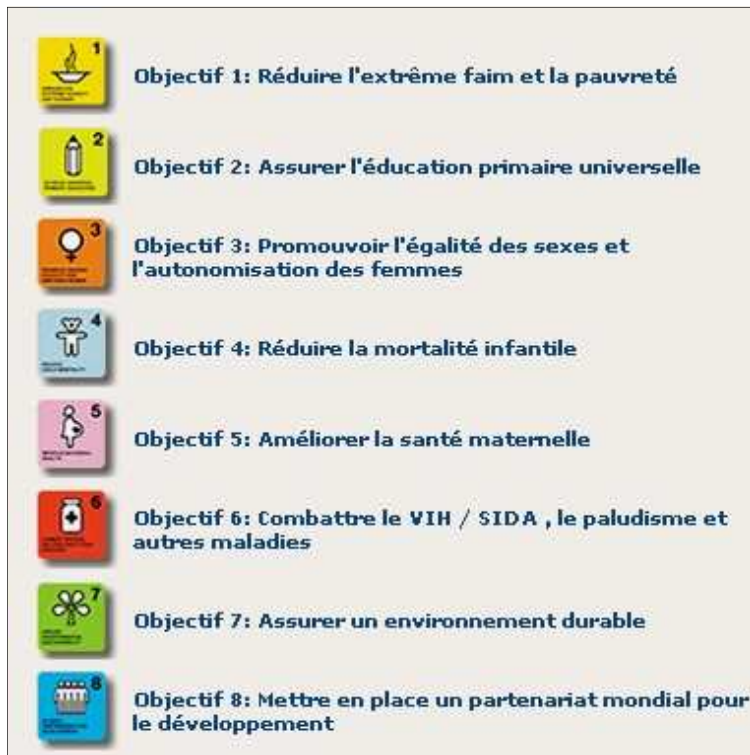 1
Objectif 1: Réduire l'extrême faim et la pauvreté
2
Objectif 2: Assurer l'éducation primaire universelle
3
Objectif 3: Promouvoir l'égalité des sexes et
l'autonomisation des femmes
4
Objectif 4: Réduire la mortalité infantile
5
Objectif 5: Améliorer la santé maternelle
6
Objectif 6: Combattre le VIH / SIDA , le paludisme et
autres maladies
7
Objectif 7: Assurer un environnement durable
8
Objectif 8: Mettre en place un partenariat mondial pour
le développement